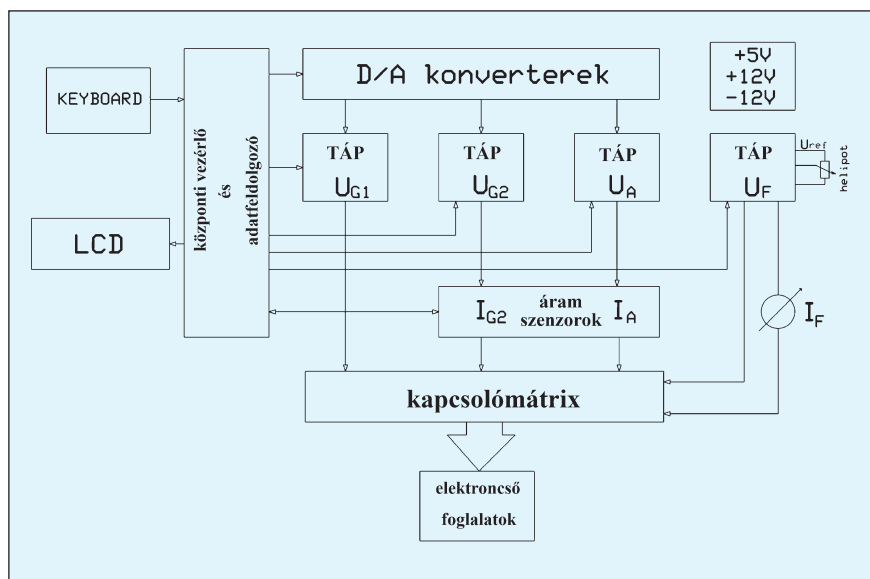 D/A konverterek
+5V
+12V
-12V
KEYBOARD
központi vezérlő
és
adatfeldolgozó
TÁP
UG1
TÁP
UG2
TÁP
UA
TÁP
UF
Uref
helipot
LCD
IG2 áram IA
szenzorok
IF
kapcsolómátrix
elektroncső
foglalatok